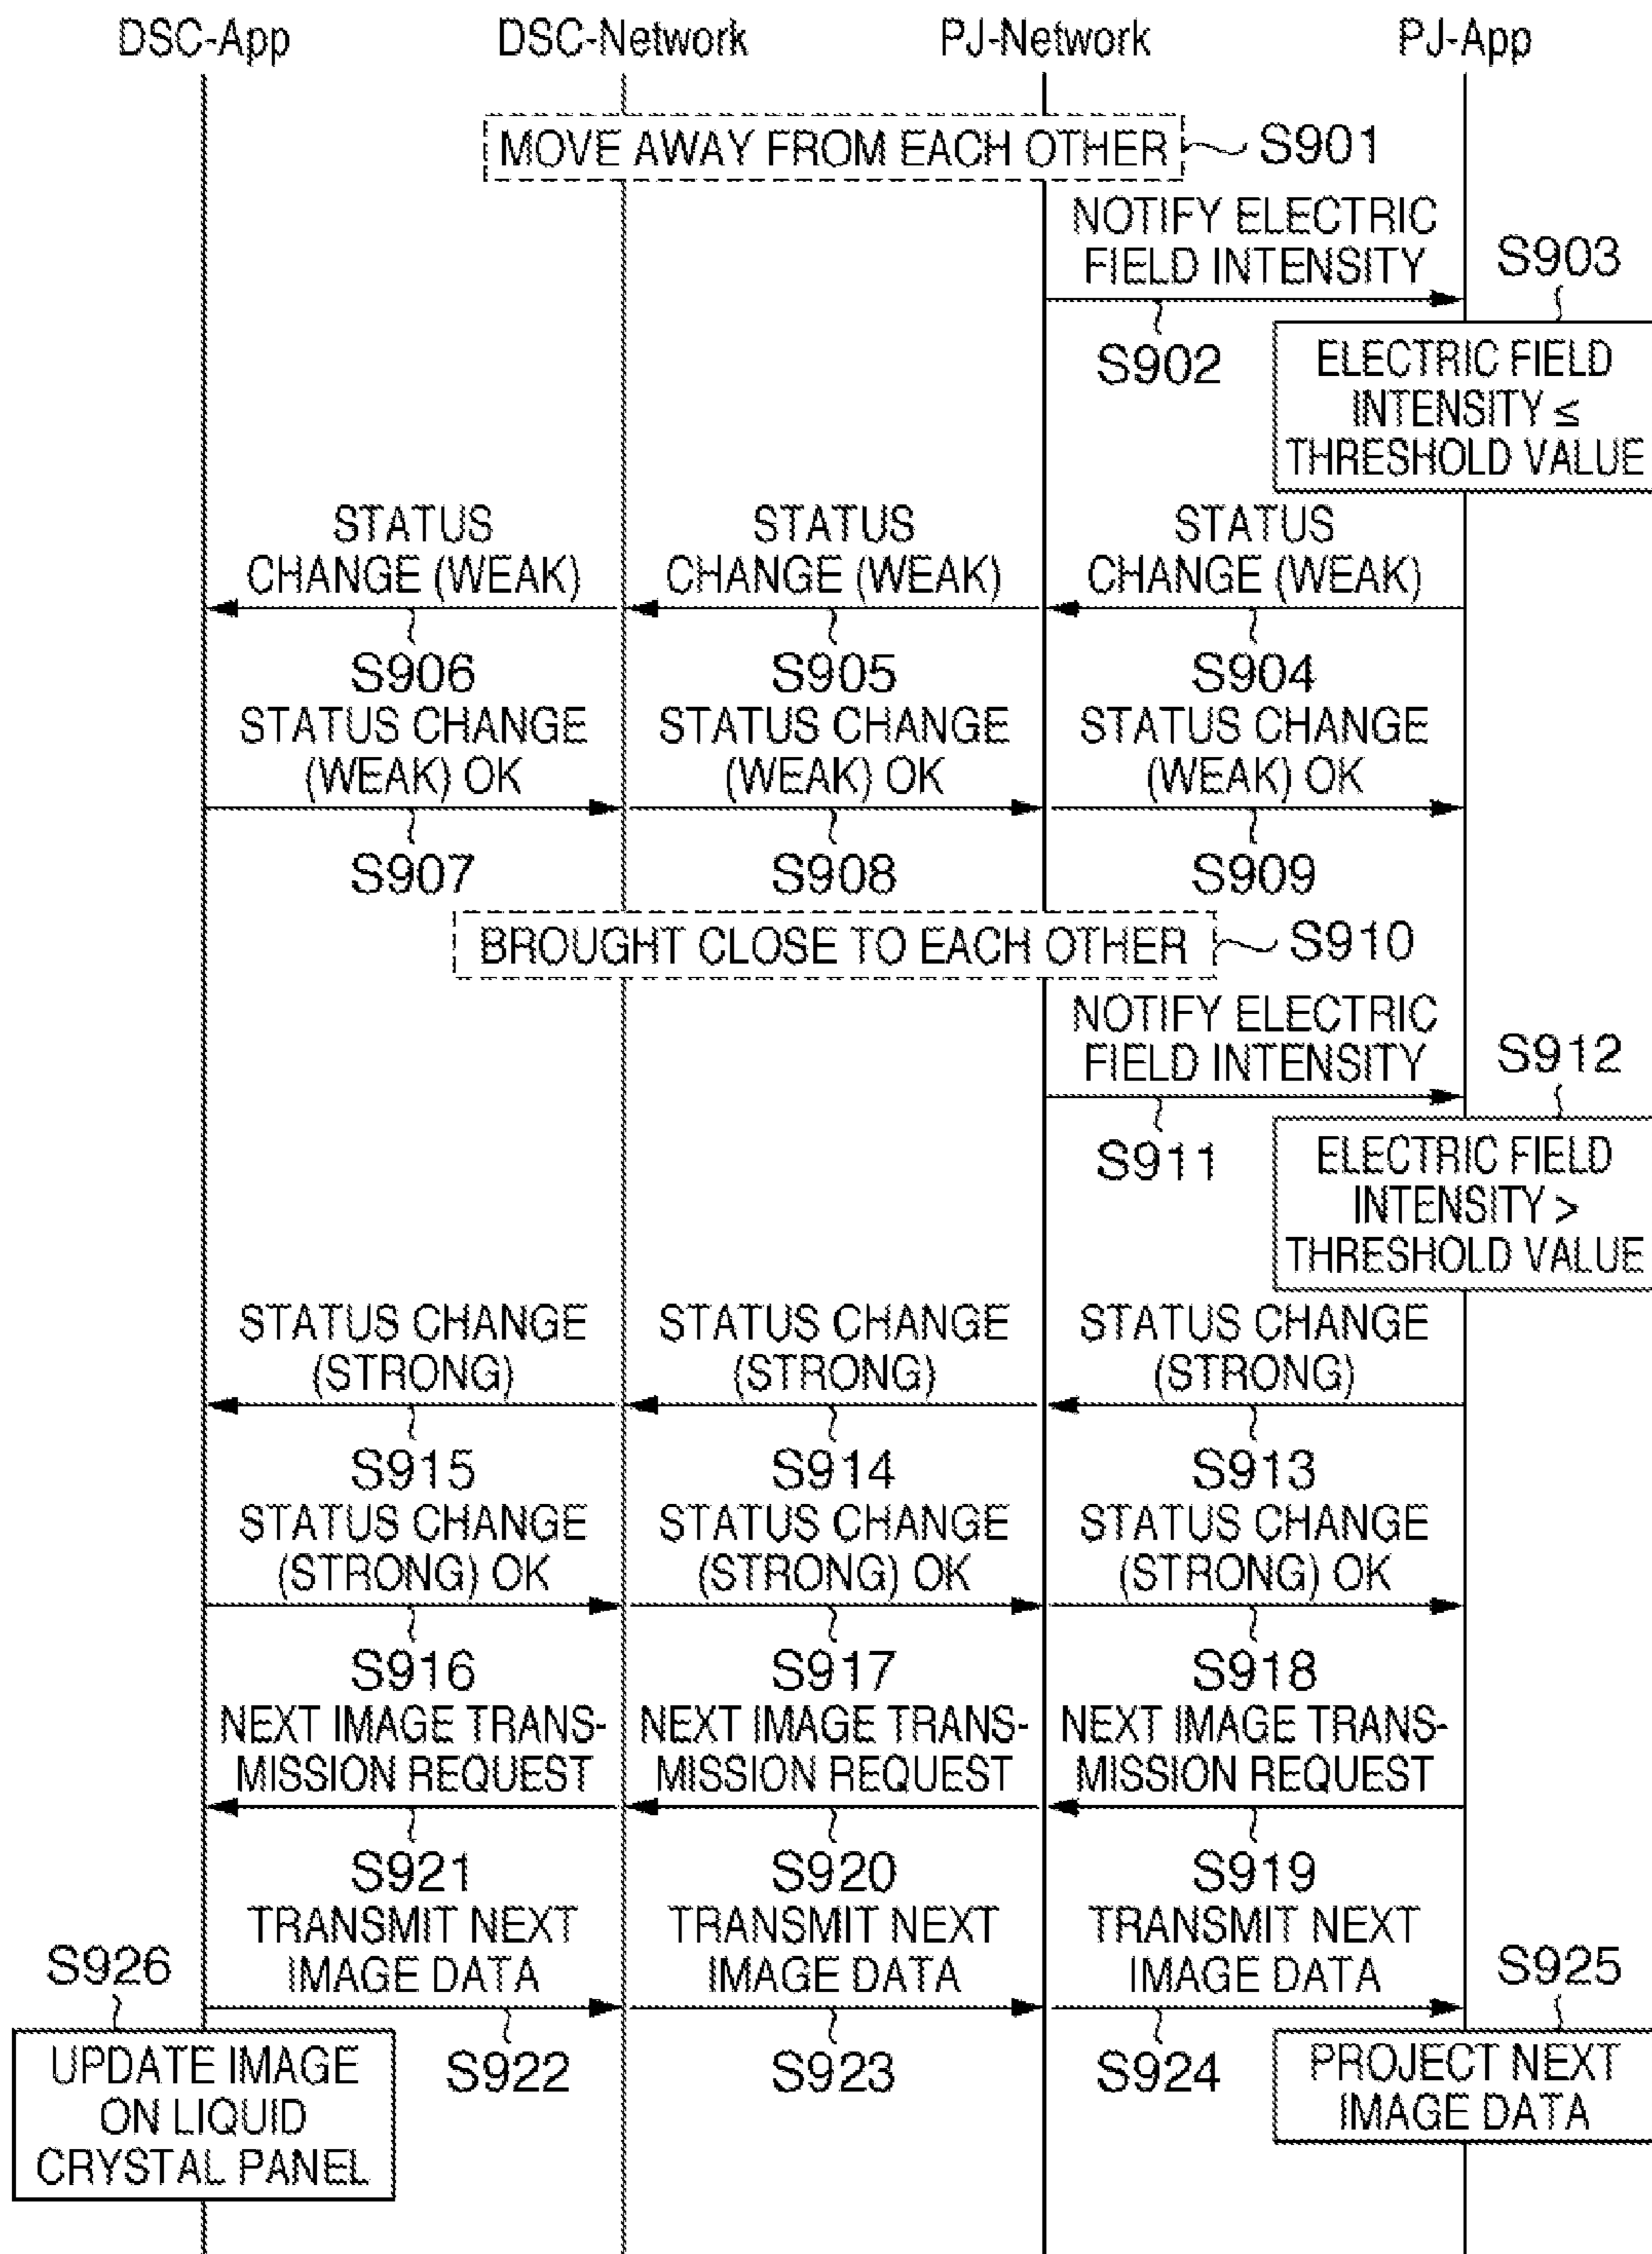 DSC-App DSC-Network PJ-Network PJ-App
MOVE AWAY FROM EACH OTHER S901
NOTIFY ELECTRIC
FIELD INTENSITY
S903
S902
ELECTRIC FIELD
INTENSITY ≤
THRESHOLD VALUE
STATUS STATUS STATUS
CHANGE (WEAK) CHANGE (WEAK) CHANGE (WEAK)
S906 S905 S904
STATUS CHANGE STATUS CHANGE STATUS CHANGE
(WEAK) OK (WEAK) OK (WEAK) OK
S907 S908 S909
BROUGHT CLOSE TO EACH OTHER S910
NOTIFY ELECTRIC
FIELD INTENSITY
S912
S911
ELECTRIC FIELD
INTENSITY >
THRESHOLD VALUE
STATUS CHANGE STATUS CHANGE STATUS CHANGE
(STRONG) (STRONG) (STRONG)
S915 S914 S913
STATUS CHANGE STATUS CHANGE STATUS CHANGE
(STRONG) OK (STRONG) OK (STRONG) OK
S916 S917 S918
NEXT IMAGE TRANS- NEXT IMAGE TRANS- NEXT IMAGE TRANS-
MISSION REQUEST MISSION REQUEST MISSION REQUEST
S921 S920 S919
TRANSMIT NEXT TRANSMIT NEXT TRANSMIT NEXT
IMAGE DATA IMAGE DATA IMAGE DATA
S926 S925
S922 S923 S924
UPDATE IMAGE
ON LIQUID
CRYSTAL PANEL
PROJECT NEXT
IMAGE DATA